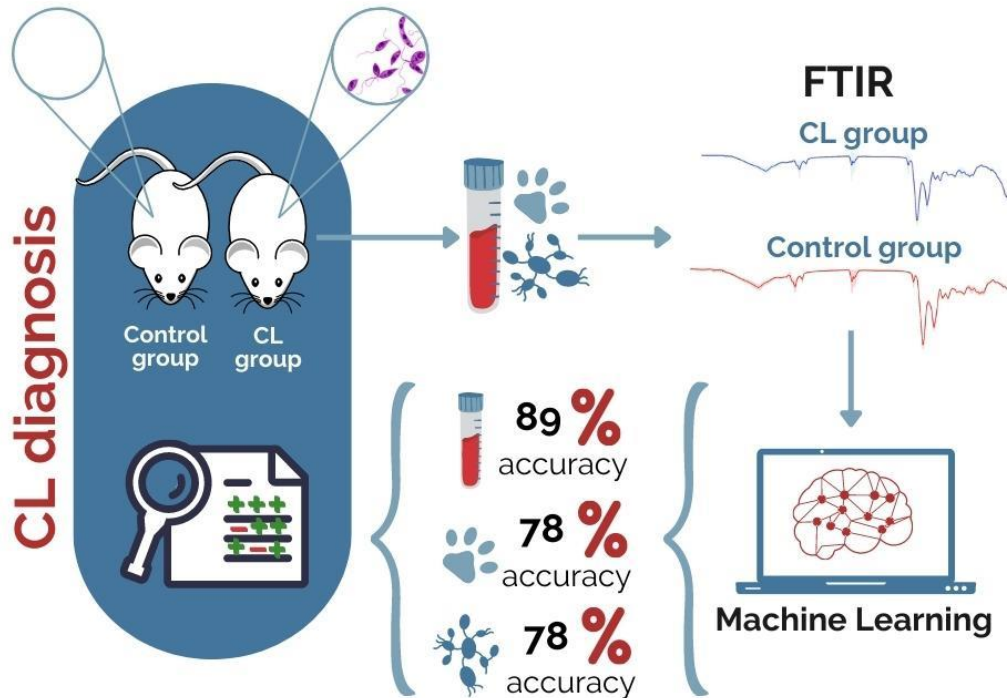 CL diagnosis
Control
group
CL
group
FTIR
CL group
Control group
89 %
accuracy
78 %
accuracy
78 %
accuracy
Machine Learning